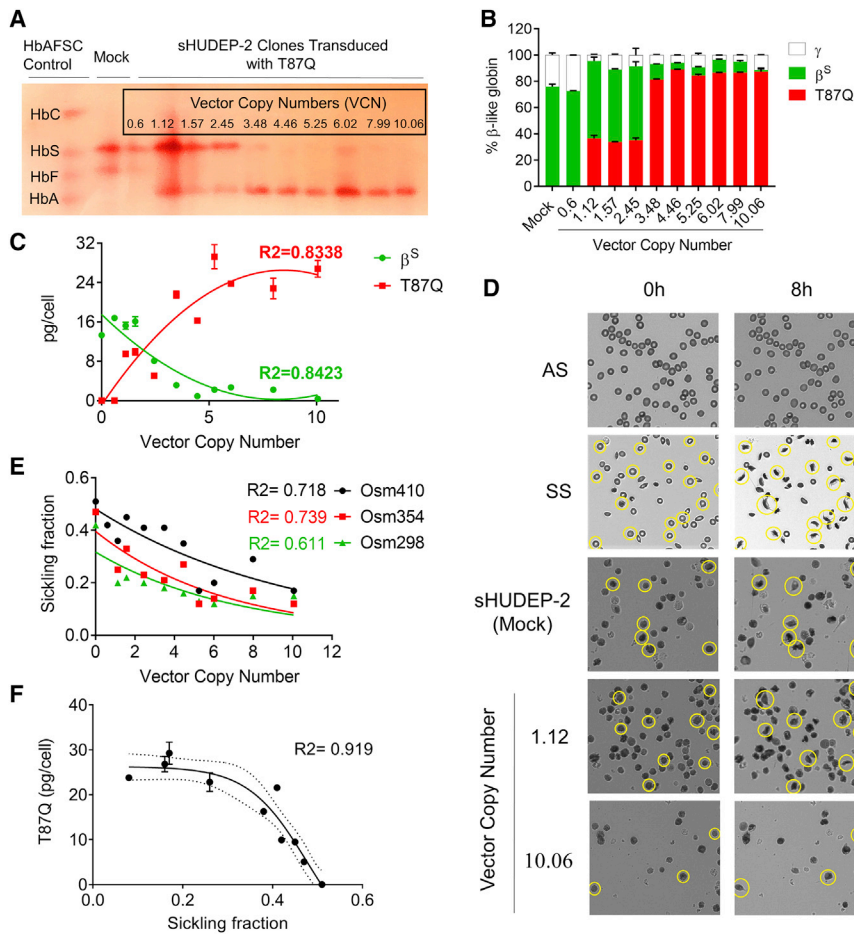 A
HbAFSC Control
Mock
sHUDEP-2 Clones Transduced with T87Q
Vector Copy Numbers (VCN)
0.6 1.12 1.57 2.45 3.48 4.46 5.25 6.02 7.99 10.06
HbC
HbS
HbF
HbA
B
% β-like globin
120
100
80
60
40
20
0
γ
βS
T87Q
Mock 0.6 1.12 1.57 2.45 3.48 4.46 5.25 6.02 7.99 10.06
Vector Copy Number
C
pg/cell
32
24
16
8
0
R2=0.8338
R2=0.8423
βS
T87Q
0 5 10
Vector Copy Number
D
0h 8h
AS
SS
sHUDEP-2
(Mock)
Vector Copy Number
1.12
10.06
E
Sickling fraction
0.6
0.4
0.2
0.0
R2= 0.718 Osm410
R2= 0.739 Osm354
R2= 0.611 Osm298
0 2 4 6 8 10 12
Vector Copy Number
F
T87Q (pg/cell)
40
30
20
10
0
R2= 0.919
0.0 0.2 0.4 0.6
Sickling fraction